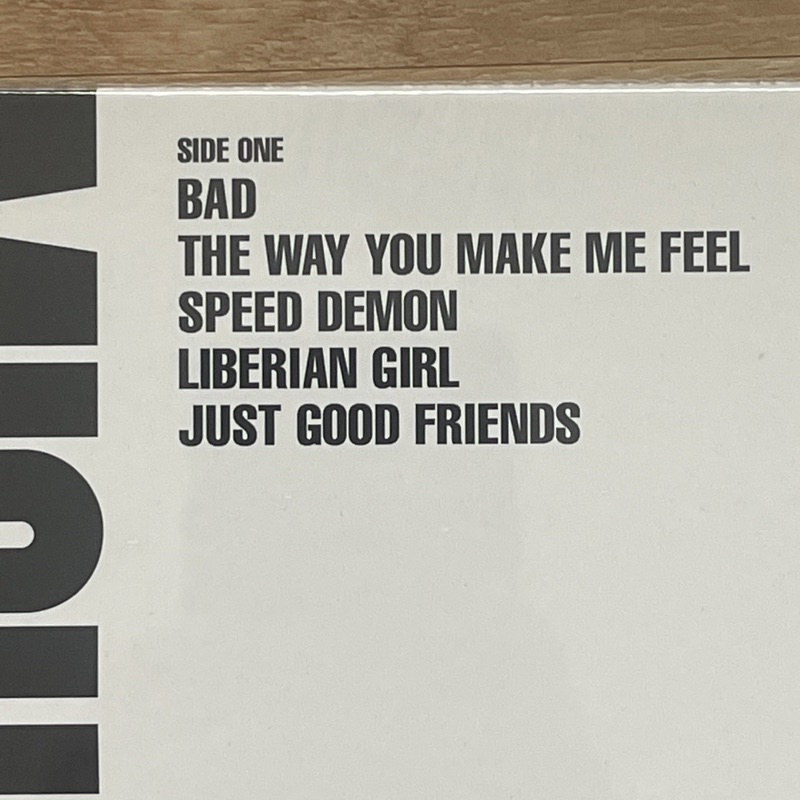 SIDE ONE
BAD
THE WAY YOU MAKE ME FEEL
SPEED DEMON
LIBERIAN GIRL
JUST GOOD FRIENDS